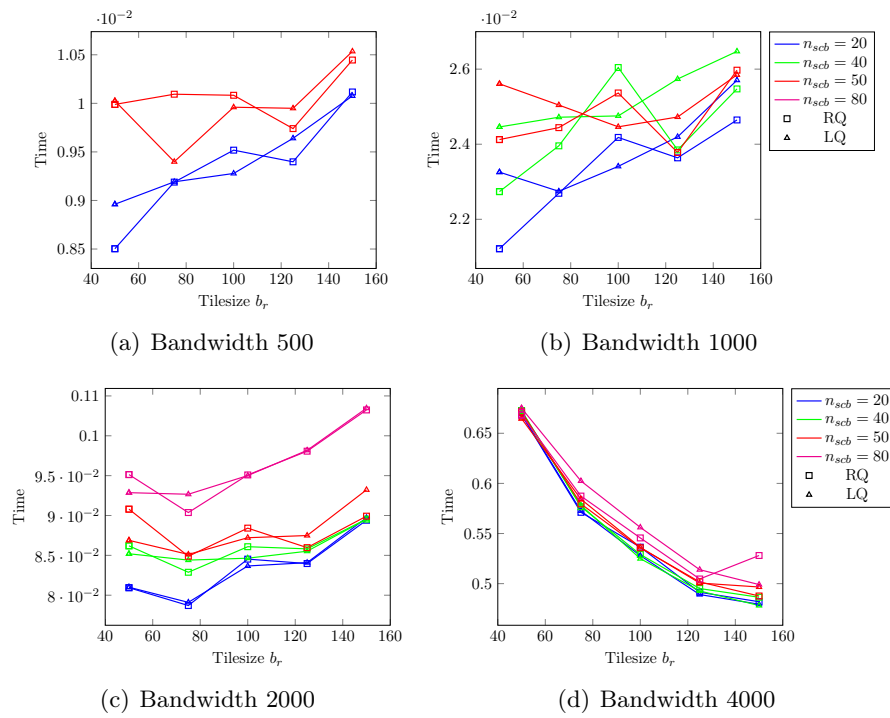 ·10⁻²
1.05
1
0.95
0.9
0.85
Time
40 60 80 100 120 140 160
Tilesize b_r
(a) Bandwidth 500
·10⁻²
2.6
2.4
2.2
Time
40 60 80 100 120 140 160
Tilesize b_r
(b) Bandwidth 1000
n_scb = 20
n_scb = 40
n_scb = 50
n_scb = 80
RQ
LQ
0.11
0.1
9.5 · 10⁻²
9 · 10⁻²
8.5 · 10⁻²
8 · 10⁻²
Time
40 60 80 100 120 140 160
Tilesize b_r
(c) Bandwidth 2000
0.65
0.6
0.55
0.5
Time
40 60 80 100 120 140 160
Tilesize b_r
(d) Bandwidth 4000
n_scb = 20
n_scb = 40
n_scb = 50
n_scb = 80
RQ
LQ